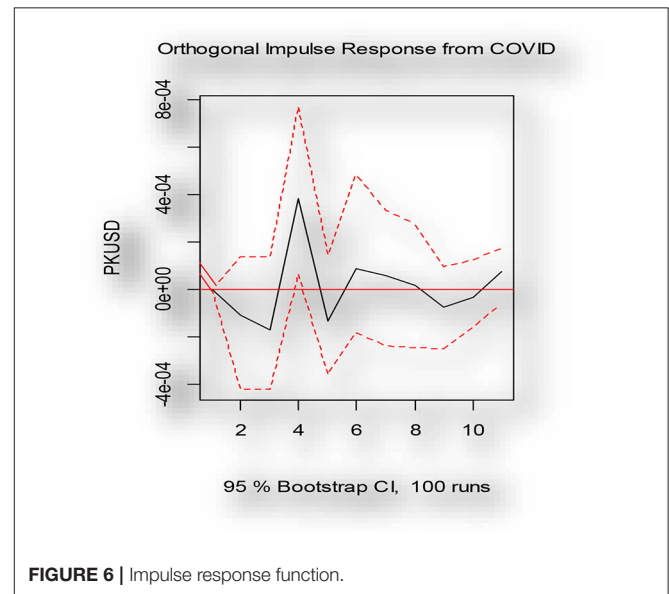 Orthogonal Impulse Response from COVID
8e-04
4e-04
0e+00
-4e-04
PKUSD
2 4 6 8 10
95 % Bootstrap CI, 100 runs
FIGURE 6 | Impulse response function.